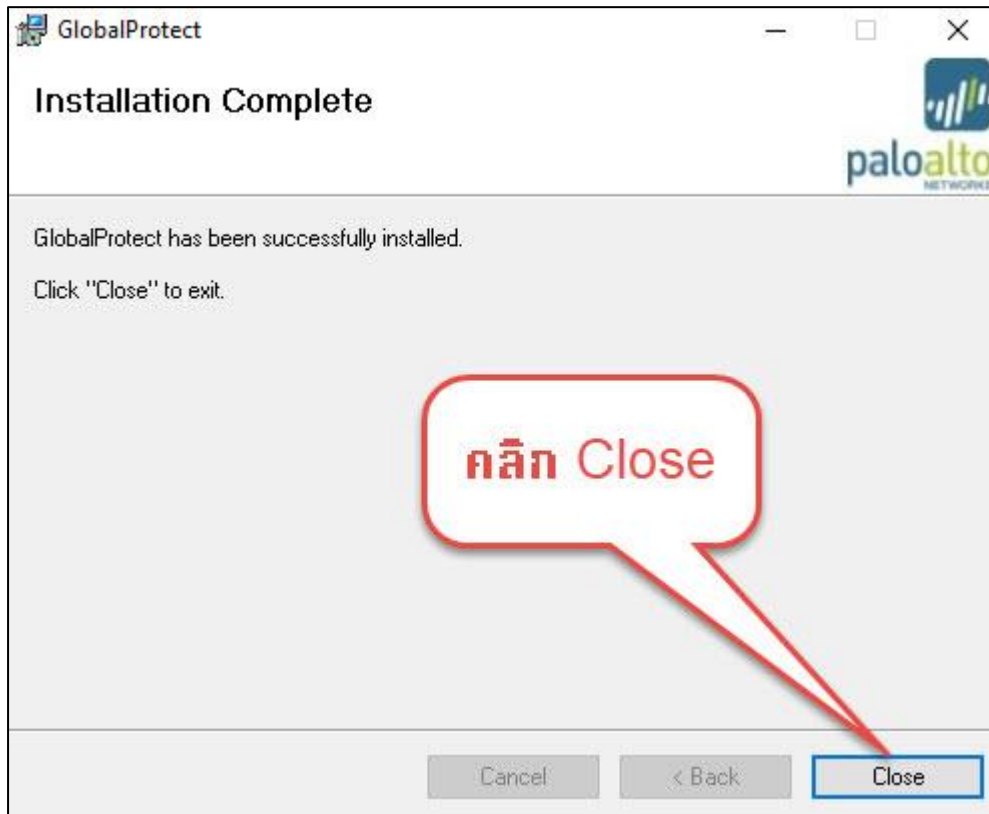 GlobalProtect
Installation Complete
paloalto
NETWORKS
GlobalProtect has been successfully installed.
Click "Close" to exit.
คลิก Close
Cancel
< Back
Close